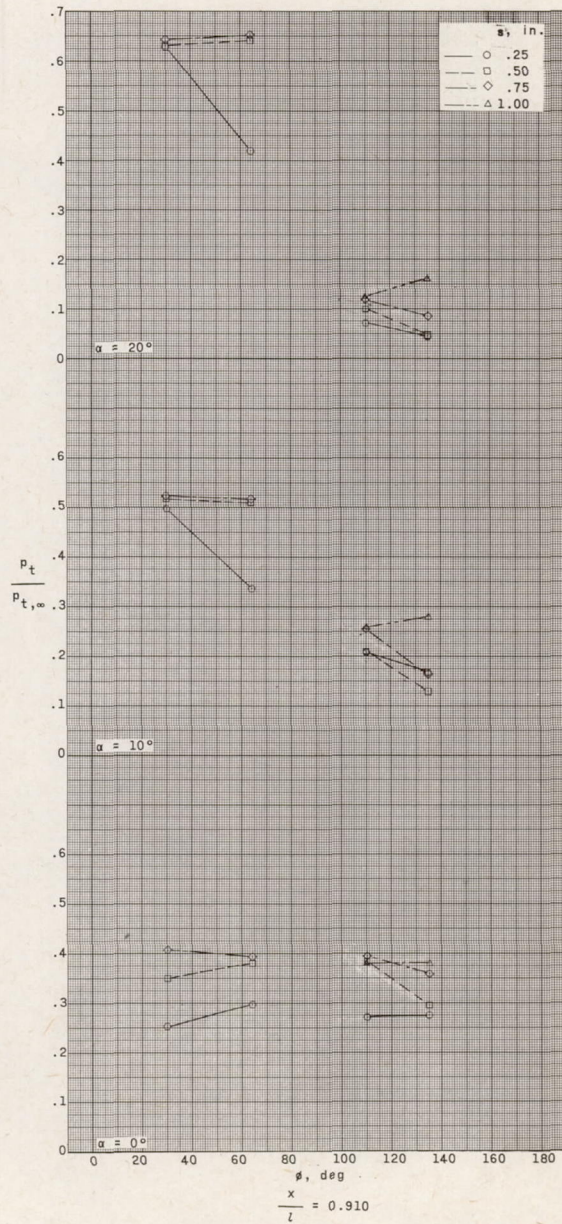 .7
s, in.
.25
.6
.50
.75
.5
1.00
.4
.3
.2
.1
α = 20°
0
.6
.5
.4
p_t
p_t,∞
.3
.2
.1
α = 10°
0
.6
.5
.4
.3
.2
.1
α = 0°
0
0 20 40 60 80 100 120 140 160 180
ø, deg
x
l = 0.910